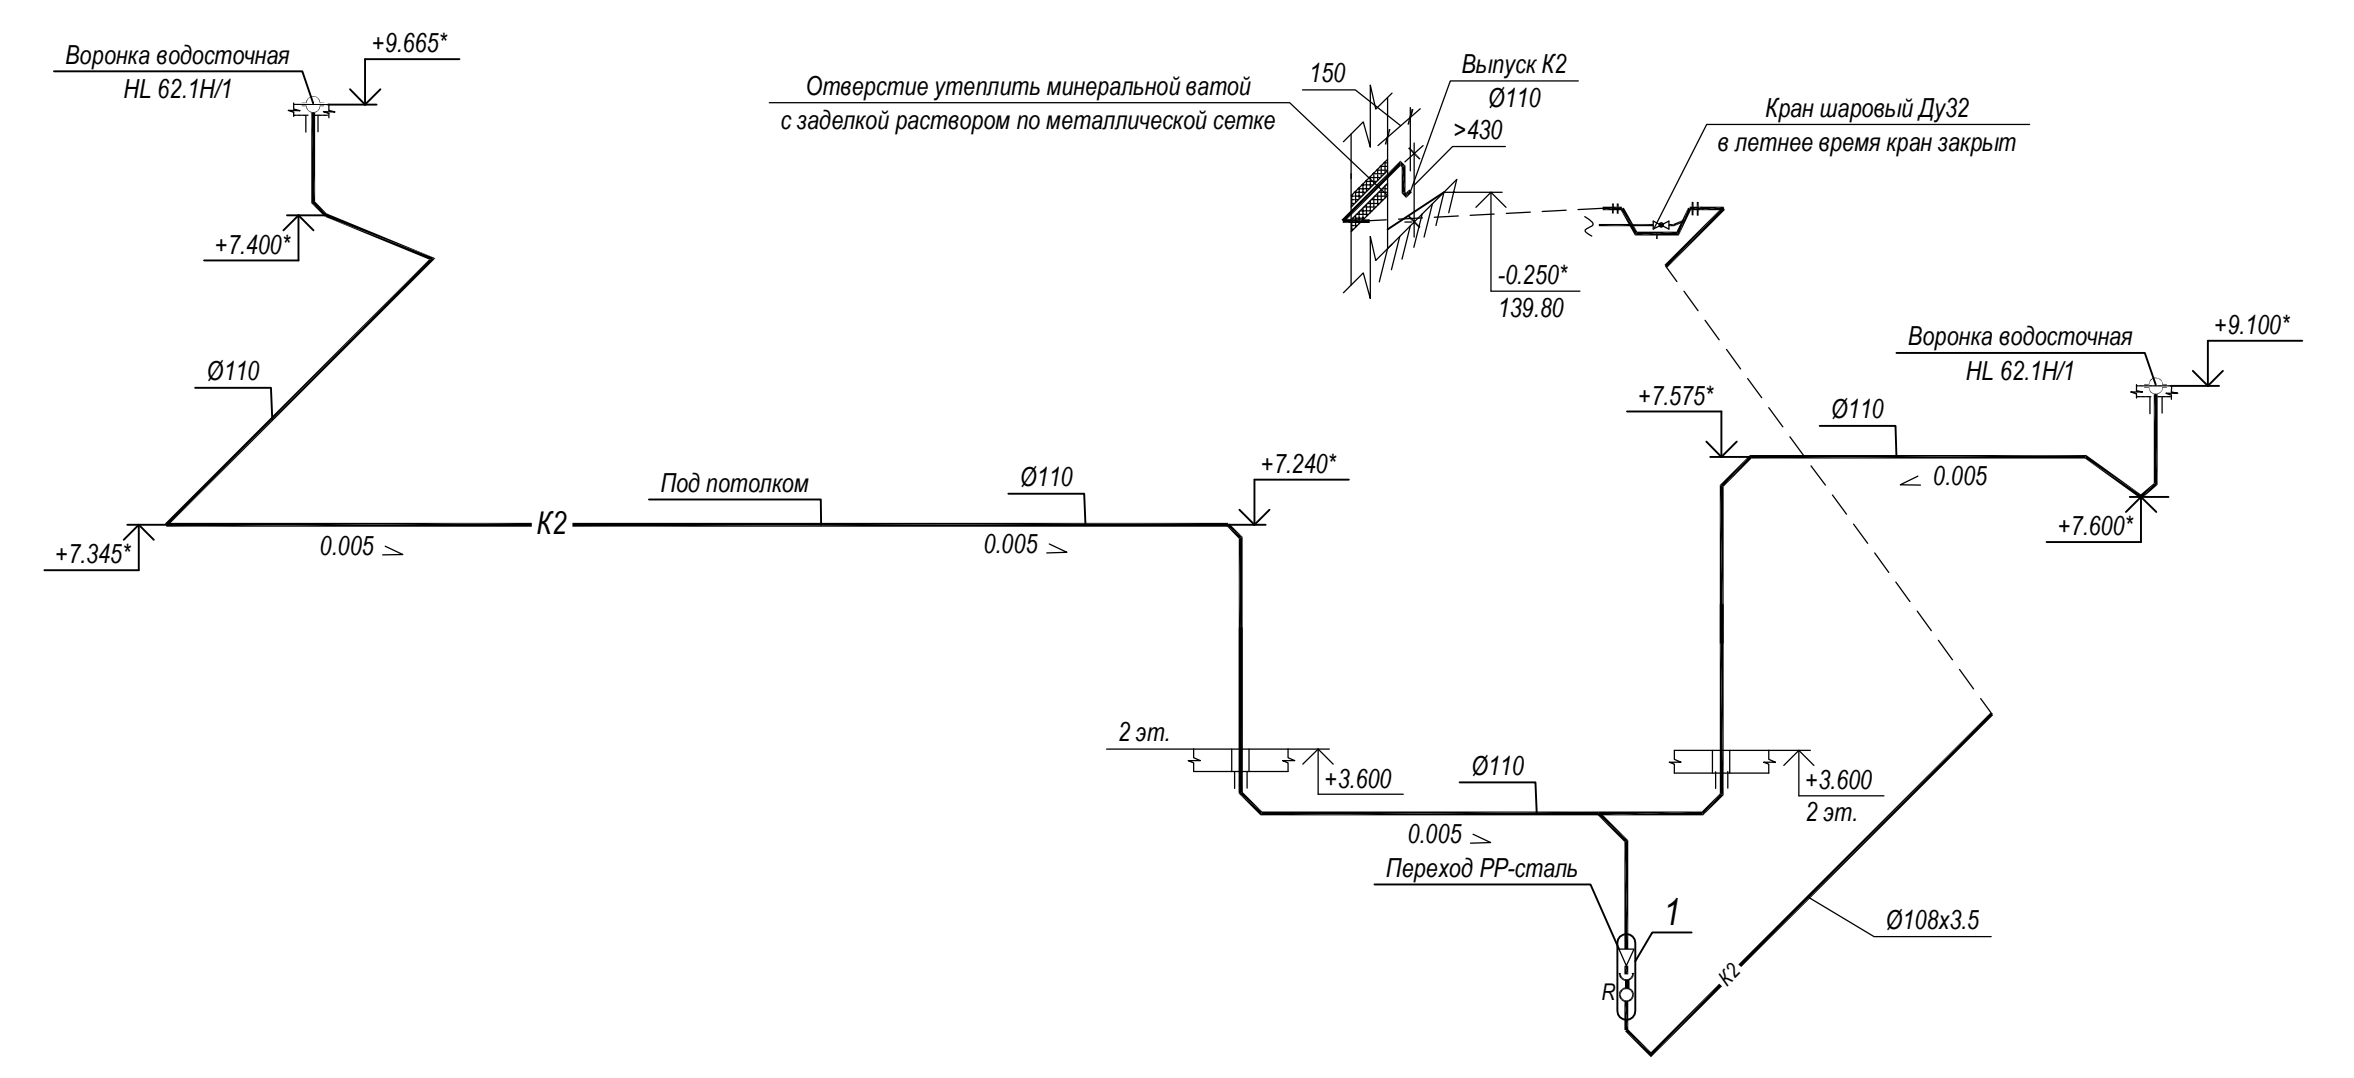 Воронка водосточная
HL 62.1H/1
+9.665*
Отверстие утеплить минеральной ватой
с заделкой раствором по металлической сетке
150
Выпуск К2
Ø110
>430
Кран шаровый Ду32
в летнее время кран закрыт
+7.400*
-0.250*
139.80
Воронка водосточная
HL 62.1H/1
+9.100*
Ø110
+7.575*
Ø110
0.005
+7.600*
Под потолком
Ø110
+7.240*
К2
+7.345*
0.005
0.005
2 эт.
+3.600
Ø110
+3.600
2 эт.
0.005
Переход РР-сталь
1
Ø108х3.5
К2
R